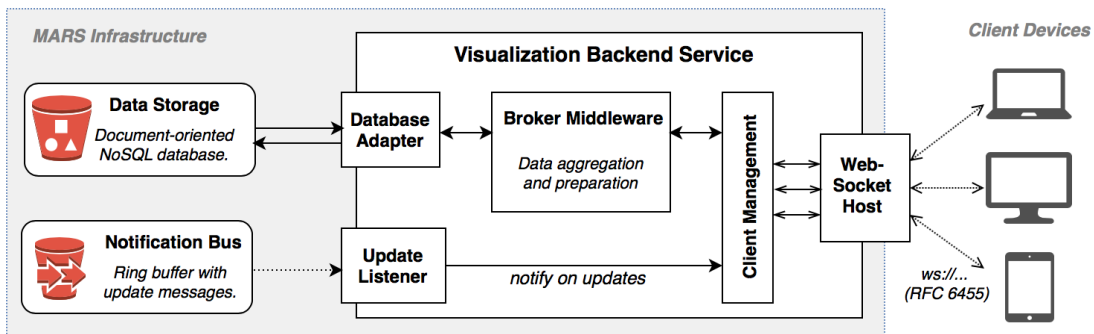 MARS Infrastructure
Client Devices
Visualization Backend Service
Data Storage
Document-oriented
NoSQL database.
Database
Adapter
Broker Middleware
Data aggregation
and preparation
Client Management
Web-
Socket
Host
Notification Bus
Ring buffer with
update messages.
Update
Listener
notify on updates
ws://...
(RFC 6455)